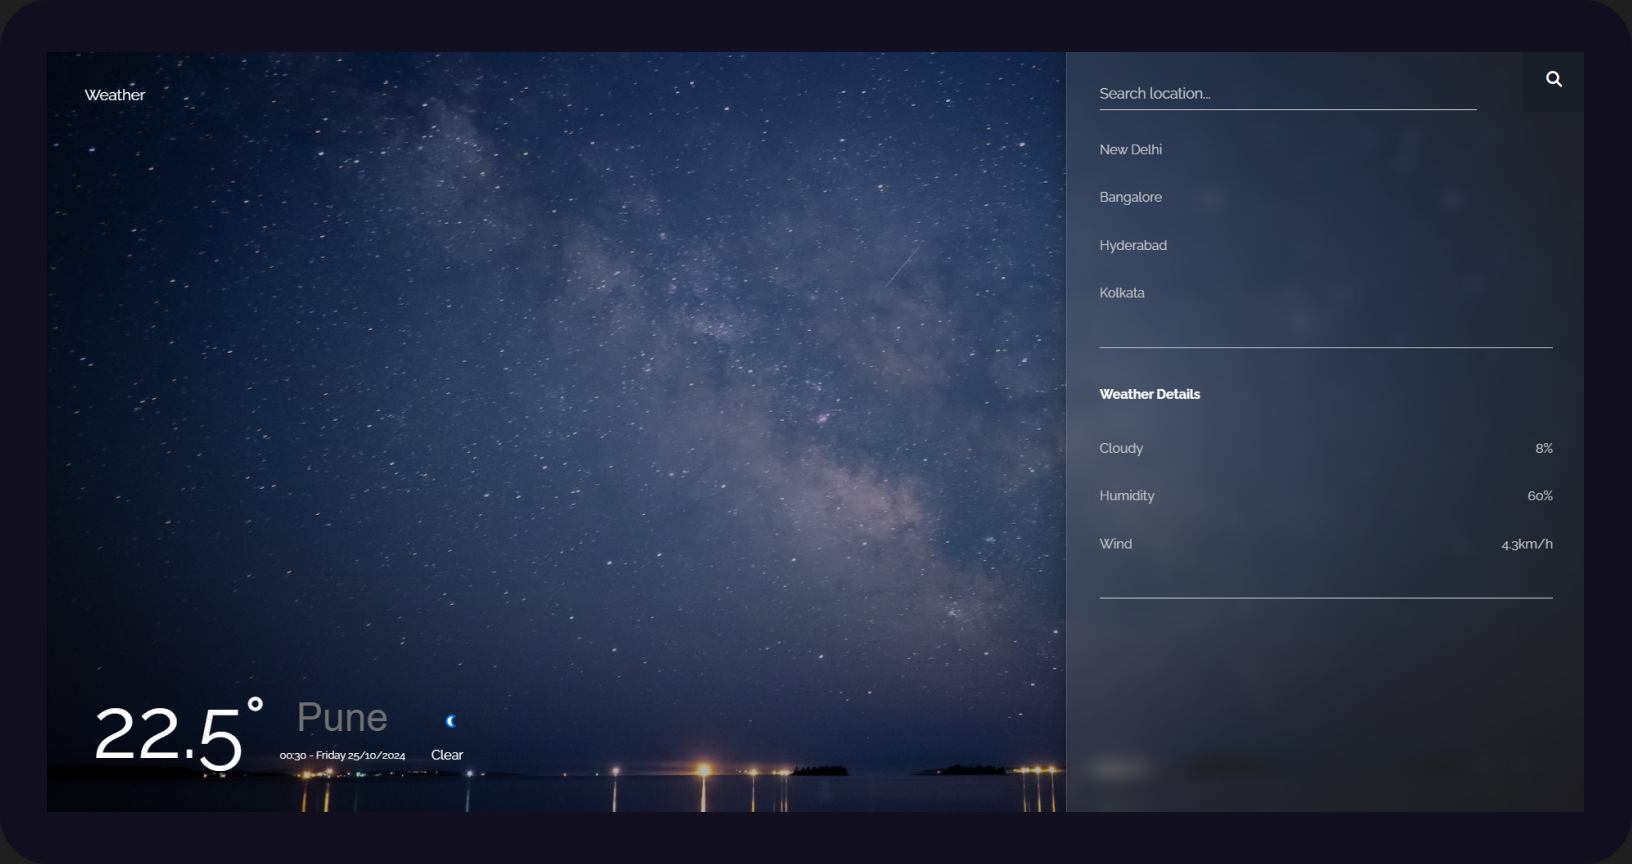 Weather
Search location...
New Delhi
Bangalore
Hyderabad
Kolkata
Weather Details
Cloudy 8%
Humidity 60%
Wind 4.3km/h
22.5° Pune
00:30 - Friday 25/10/2024 Clear